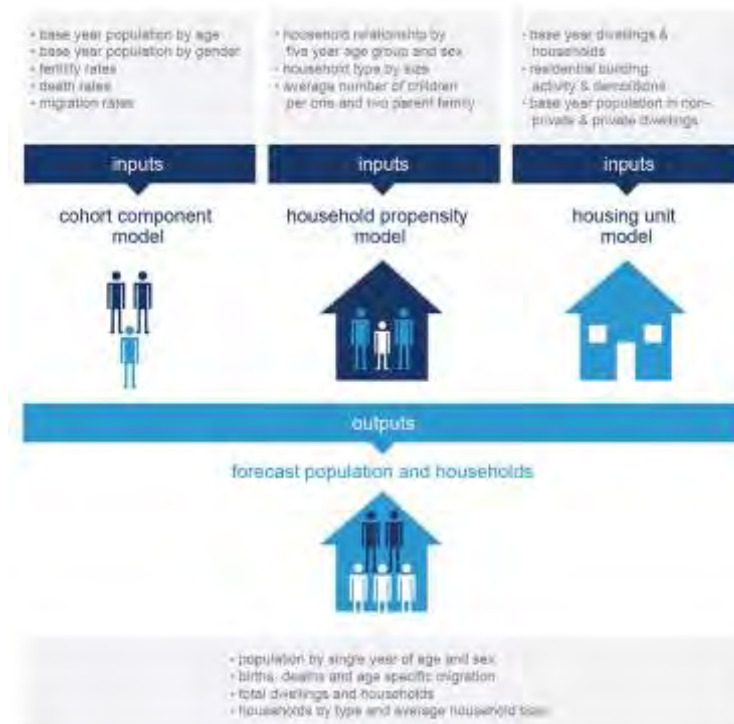 • base year population by age
• base year population by gender
• fertility rates
• death rates
• migration rates
• household relationship by
five year age group and sex
• household type by size
• average number of children
per one and two parent family
• base year dwellings &
households
• residential building
activity & demolitions
• base year population in non-
private & private dwellings
inputs
inputs
inputs
cohort component
model
household propensity
model
housing unit
model
outputs
forecast population and households
• population by single year of age and sex
• births, deaths and age specific migration
• total dwellings and households
• households by type and average household sizes